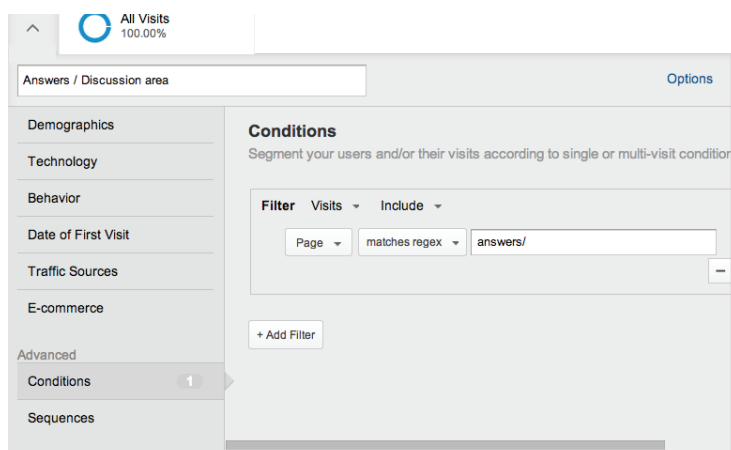 All Visits
100.00%
Answers / Discussion area
Options
Demographics
Technology
Behavior
Date of First Visit
Traffic Sources
E-commerce
Advanced
Conditions 1
Sequences
Conditions
Segment your users and/or their visits according to single or multi-visit condition
Filter Visits Include
Page matches regex answers/
+ Add Filter